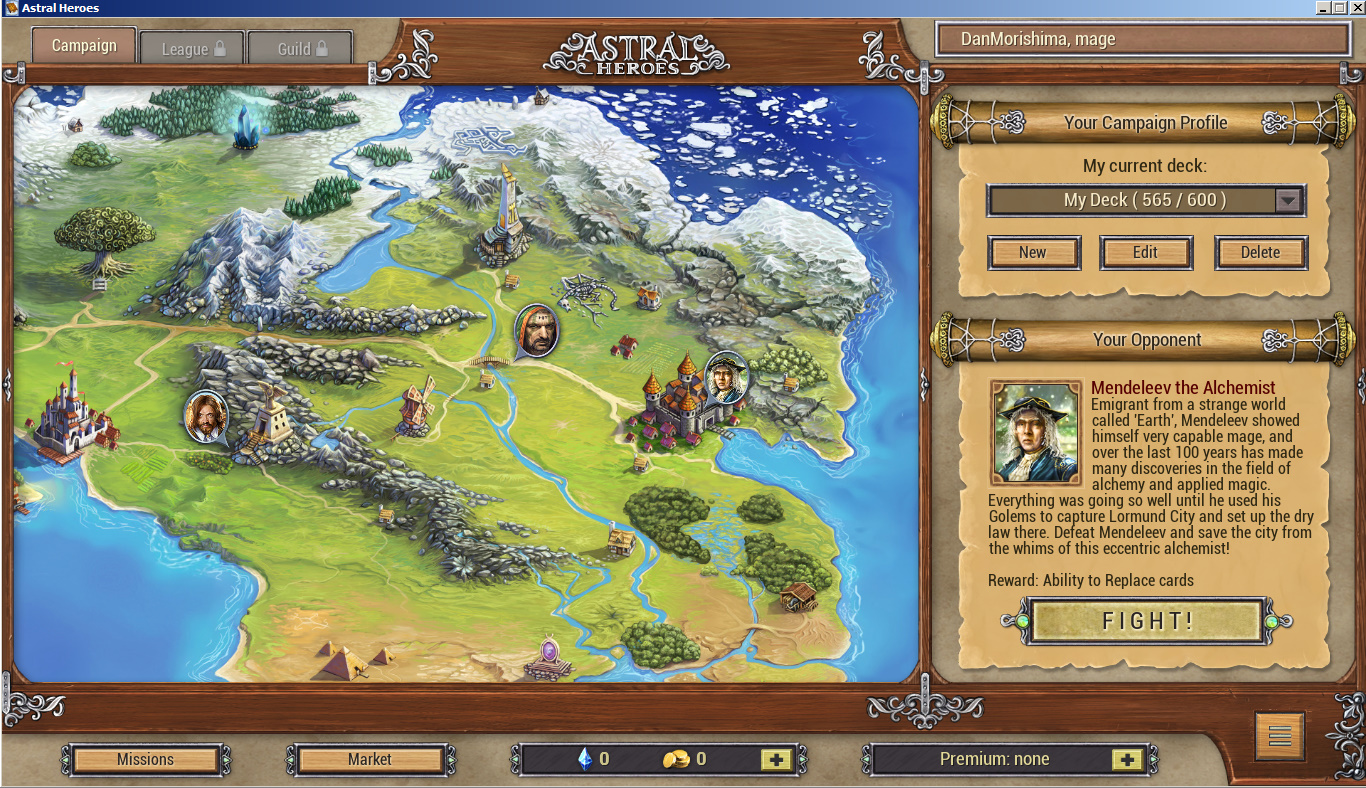 Astral Heroes
Campaign
League
Guild
ASTRAL
HEROES
DanMorishima, mage
Your Campaign Profile
My current deck:
My Deck ( 565 / 600 )
New
Edit
Delete
Your Opponent
Mendeleev the Alchemist
Emigrant from a strange world
called 'Earth', Mendeleev showed
himself very capable mage, and
over the last 100 years has made
many discoveries in the field of
alchemy and applied magic.
Everything was going so well until he used his
Golems to capture Lormund City and set up the dry
law there. Defeat Mendeleev and save the city from
the whims of this eccentric alchemist!
Reward: Ability to Replace cards
FIGHT!
Missions
Market
0
0
Premium: none